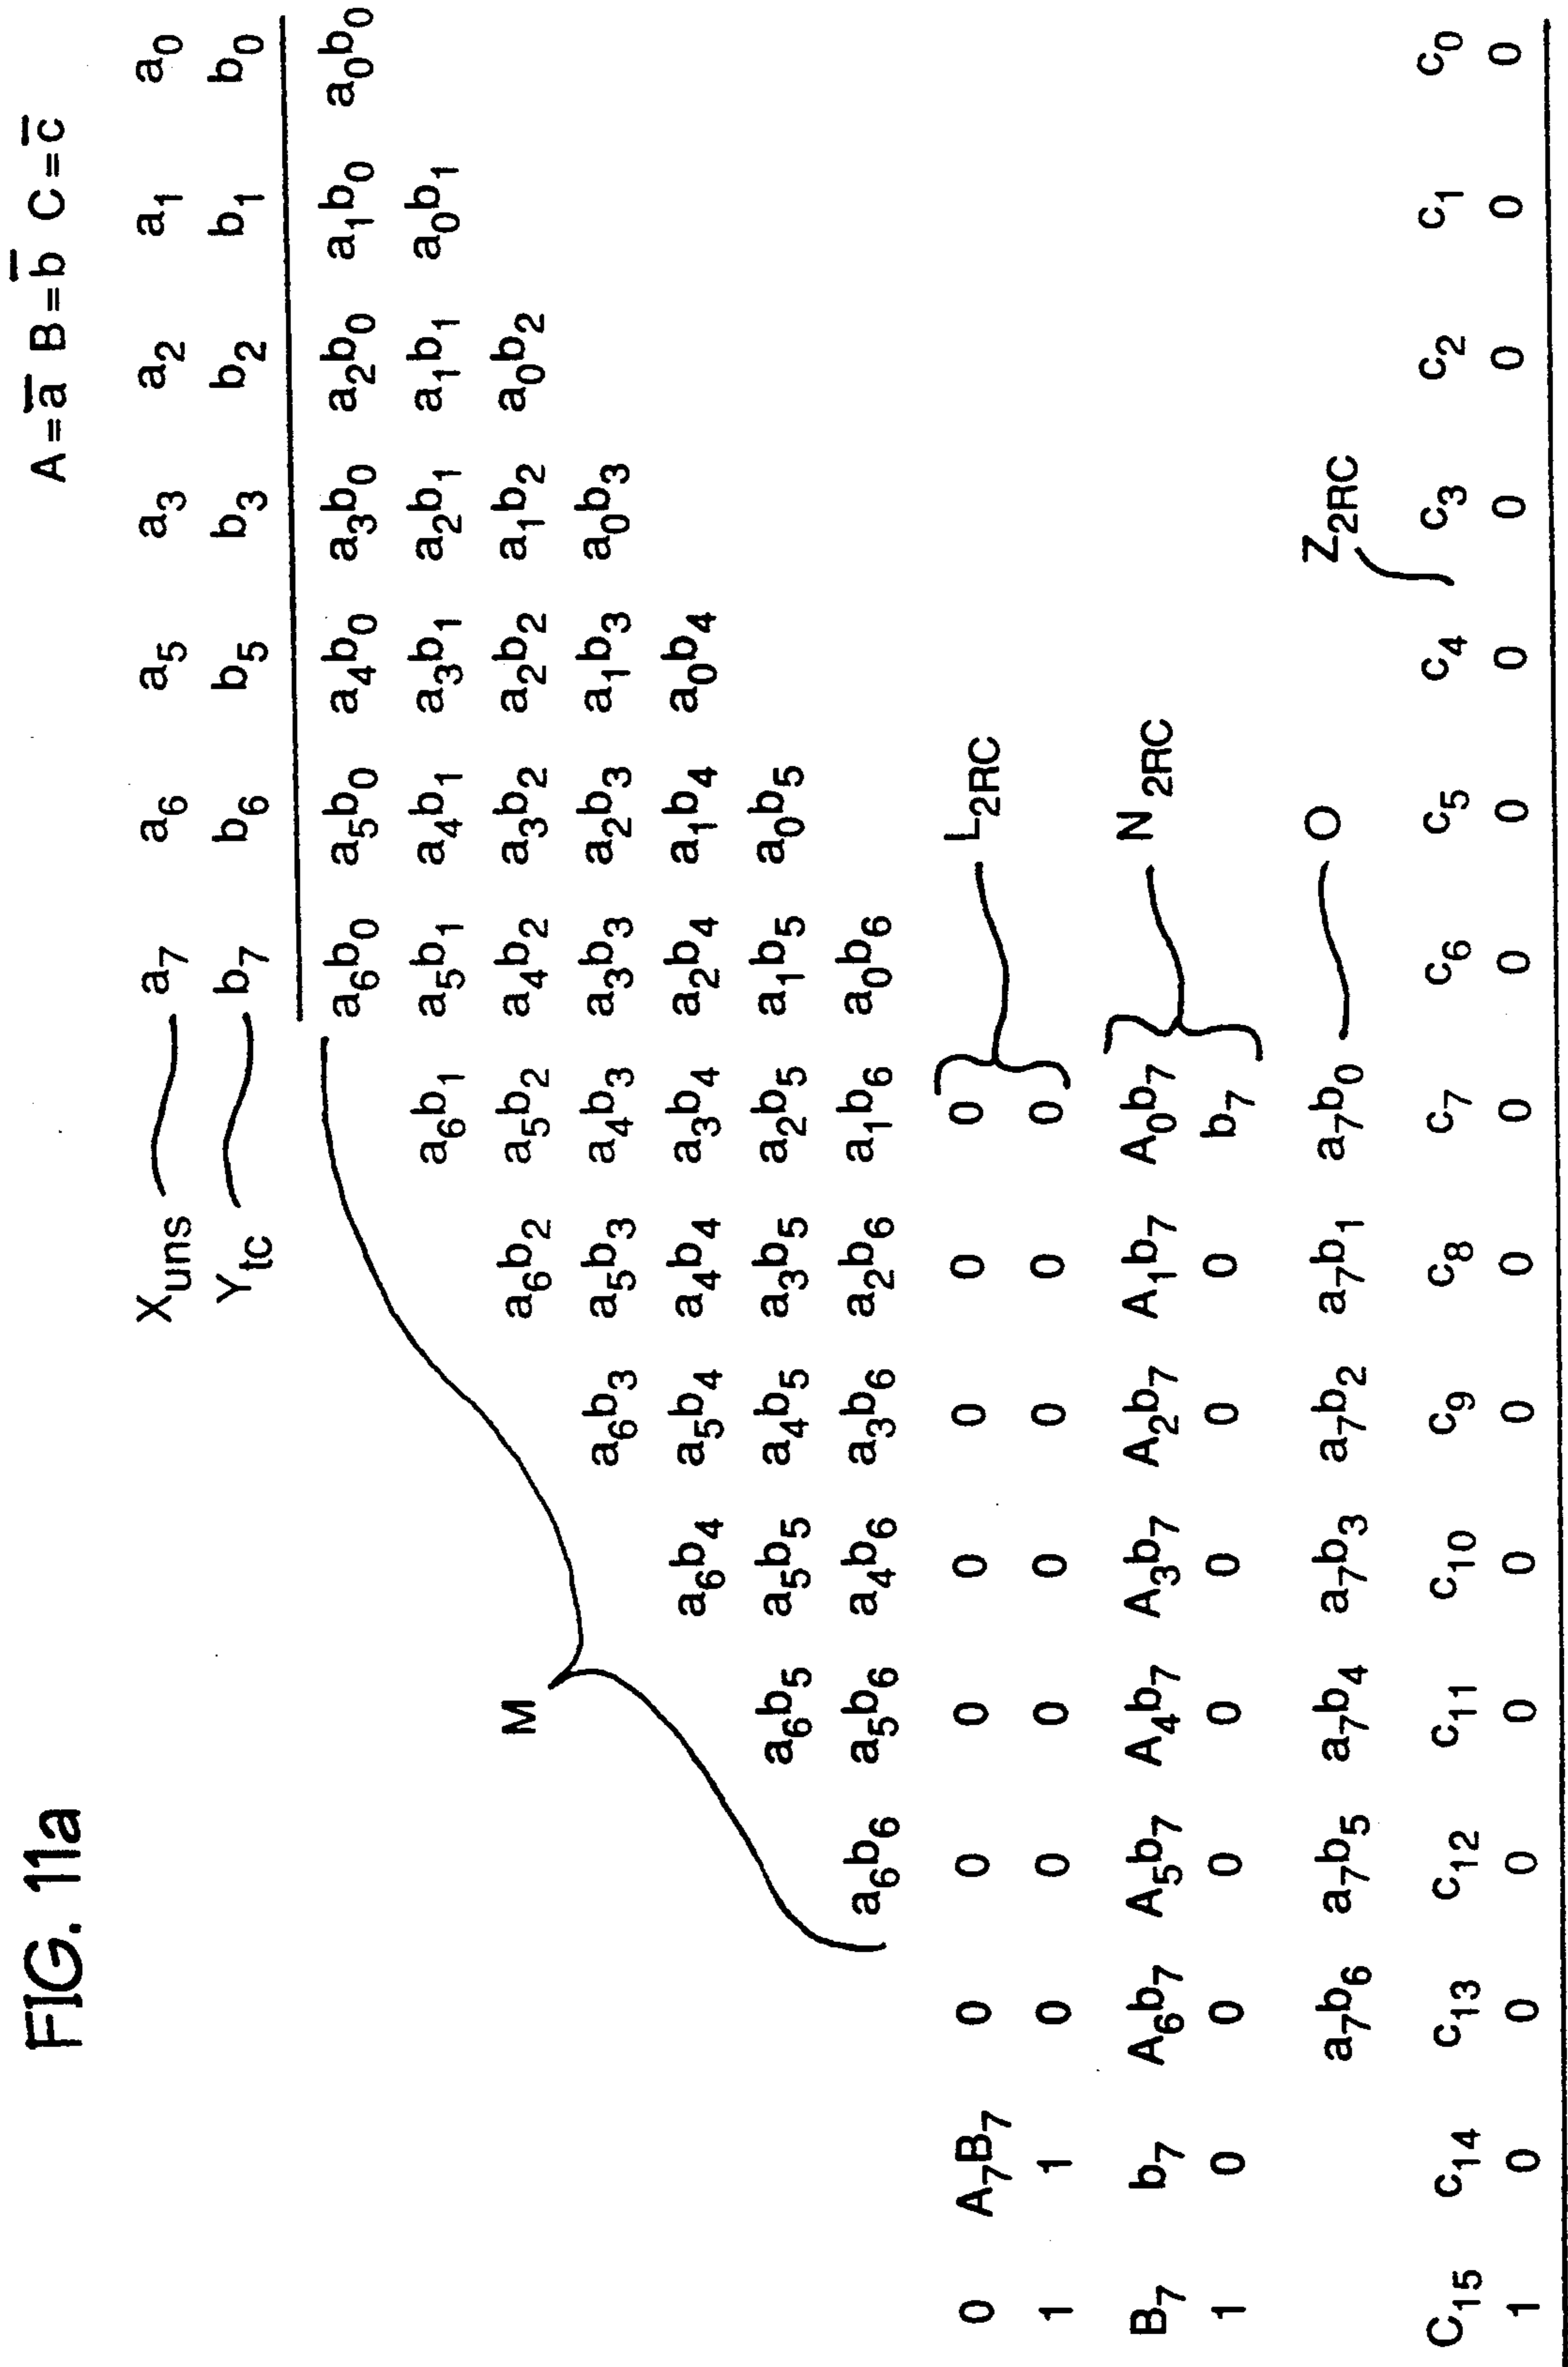 FIG. 11a
A=a̅ B=b̅ C=c̅
X_uns a₇ a₆ a₅ a₃ a₂ a₁ a₀
Y_tc b₇ b₆ b₅ b₃ b₂ b₁ b₀
a₆b₀ a₅b₀ a₄b₀ a₃b₀ a₂b₀ a₁b₀ a₀b₀
a₆b₁ a₅b₁ a₄b₁ a₃b₁ a₂b₁ a₁b₁ a₀b₁
M a₆b₂ a₅b₂ a₄b₂ a₃b₂ a₂b₂ a₁b₂ a₀b₂
a₆b₃ a₅b₃ a₄b₃ a₃b₃ a₂b₃ a₁b₃ a₀b₃
a₆b₄ a₅b₄ a₄b₄ a₃b₄ a₂b₄ a₁b₄ a₀b₄
a₆b₅ a₅b₅ a₄b₅ a₃b₅ a₂b₅ a₁b₅ a₀b₅
a₆b₆ a₅b₆ a₄b₆ a₃b₆ a₂b₆ a₁b₆ a₀b₆
0 A₇B₇ 0 0 0 0 0 0 0 L_2RC
1 1 0 0 0 0 0 0 0
B₇ b₇ A₆b₇ A₅b₇ A₄b₇ A₃b₇ A₂b₇ A₁b₇ A₀b₇ N_2RC
1 0 0 0 0 0 0 0 b₇
a₇b₆ a₇b₅ a₇b₄ a₇b₃ a₇b₂ a₇b₁ a₇b₀ O Z_2RC
C₁₅ c₁₄ c₁₃ c₁₂ c₁₁ c₁₀ c₉ c₈ c₇ c₆ c₅ c₄ c₃ c₂ c₁ c₀
1 0 0 0 0 0 0 0 0 0 0 0 0 0 0 0